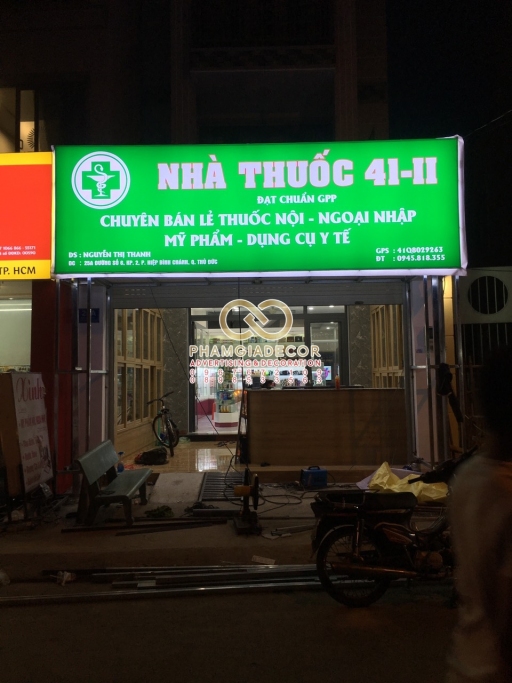 NHÀ THUỐC 41-II
ĐẠT CHUẨN GPP
CHUYÊN BÁN LẺ THUỐC NỘI - NGOẠI NHẬP
MỸ PHẨM - DỤNG CỤ Y TẾ
DS : NGUYỄN THỊ THANH
GPS : 41Q8029263
ĐT : 0945.818.355
TP. HCM
PHAMGIADECOR
ADVERTISING & DECORATION